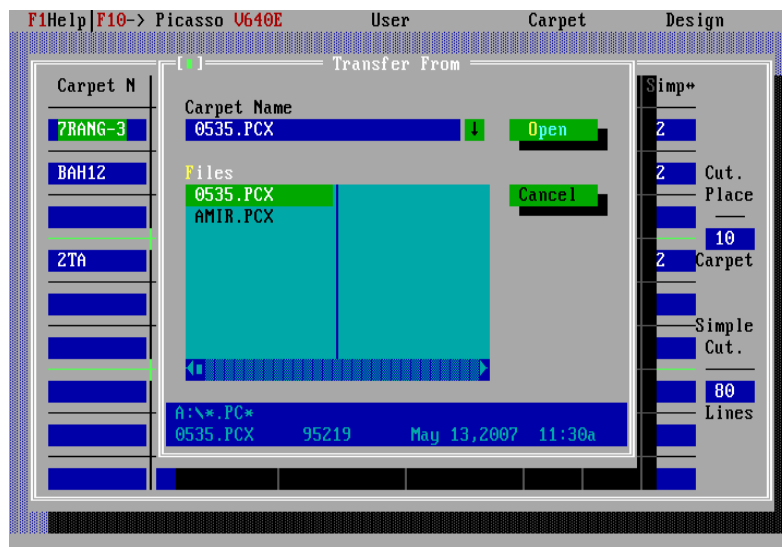 F1Help F10-> Picasso V640E User Carpet Design
[▪] Transfer From
Carpet N
Simp↔
Carpet Name
7RANG-3
0535.PCX ↓
Open
2
BAH12
Files
2
Cut.
0535.PCX
Cancel
Place
AMIR.PCX
10
2TA
2
Carpet
Simple
Cut.
80
A:\*.PC*
Lines
0535.PCX 95219 May 13,2007 11:30a